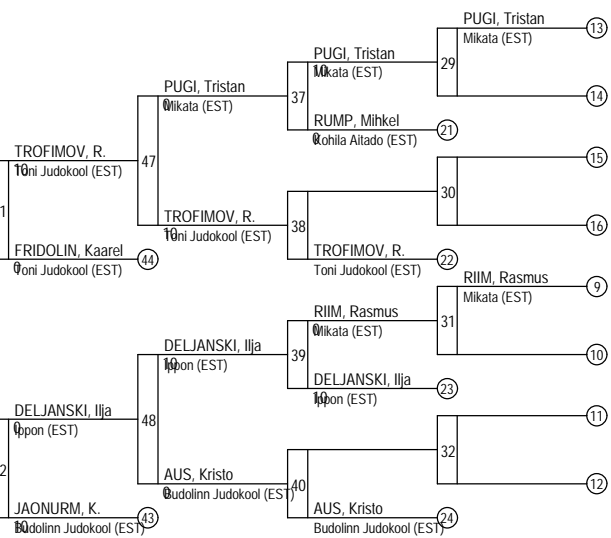 PUGI, Tristan
Mikata (EST)
13
29
14
PUGI, Tristan
10
Mikata (EST)
37
RUMP, Mihkel
0
Kohila Aitado (EST)
21
PUGI, Tristan
0
Mikata (EST)
47
15
30
16
TROFIMOV, R.
10
Toni Judokool (EST)
1
FRIDOLIN, Kaarel
0
Toni Judokool (EST)
44
TROFIMOV, R.
10
Toni Judokool (EST)
38
TROFIMOV, R.
Toni Judokool (EST)
22
RIIM, Rasmus
Mikata (EST)
9
31
10
RIIM, Rasmus
0
Mikata (EST)
39
DELJANSKI, Ilja
10
Ippon (EST)
23
DELJANSKI, Ilja
10
Ippon (EST)
48
11
32
12
DELJANSKI, Ilja
0
Ippon (EST)
2
JAONURM, K.
10
Budolinn Judokool (EST)
43
AUS, Kristo
0
Budolinn Judokool (EST)
40
AUS, Kristo
Budolinn Judokool (EST)
24